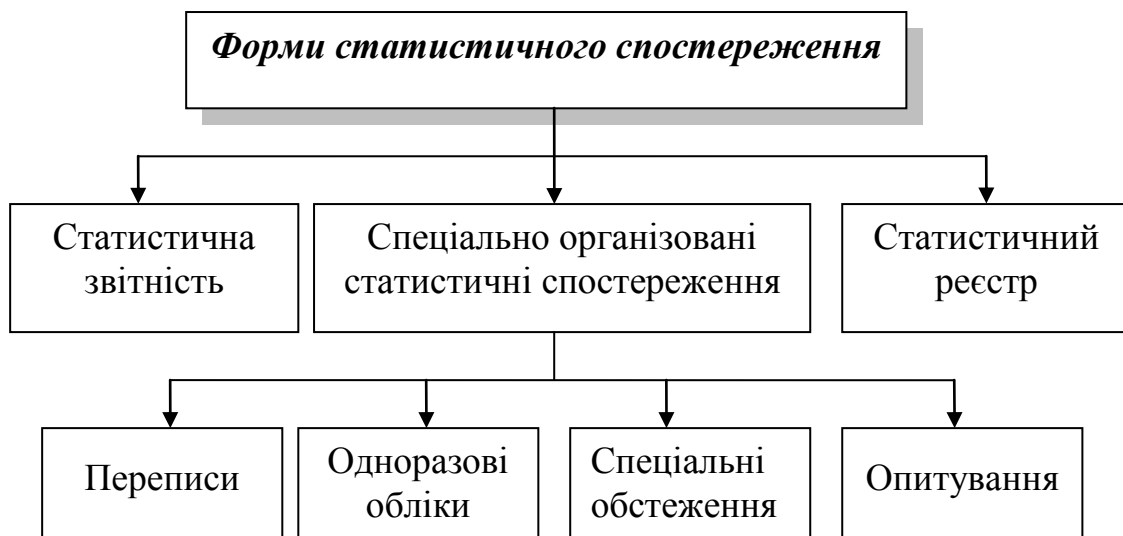 Форми статистичного спостереження
Статистична
звітність
Спеціально організовані
статистичні спостереження
Статистичний
реєстр
Переписи
Одноразові
обліки
Спеціальні
обстеження
Опитування